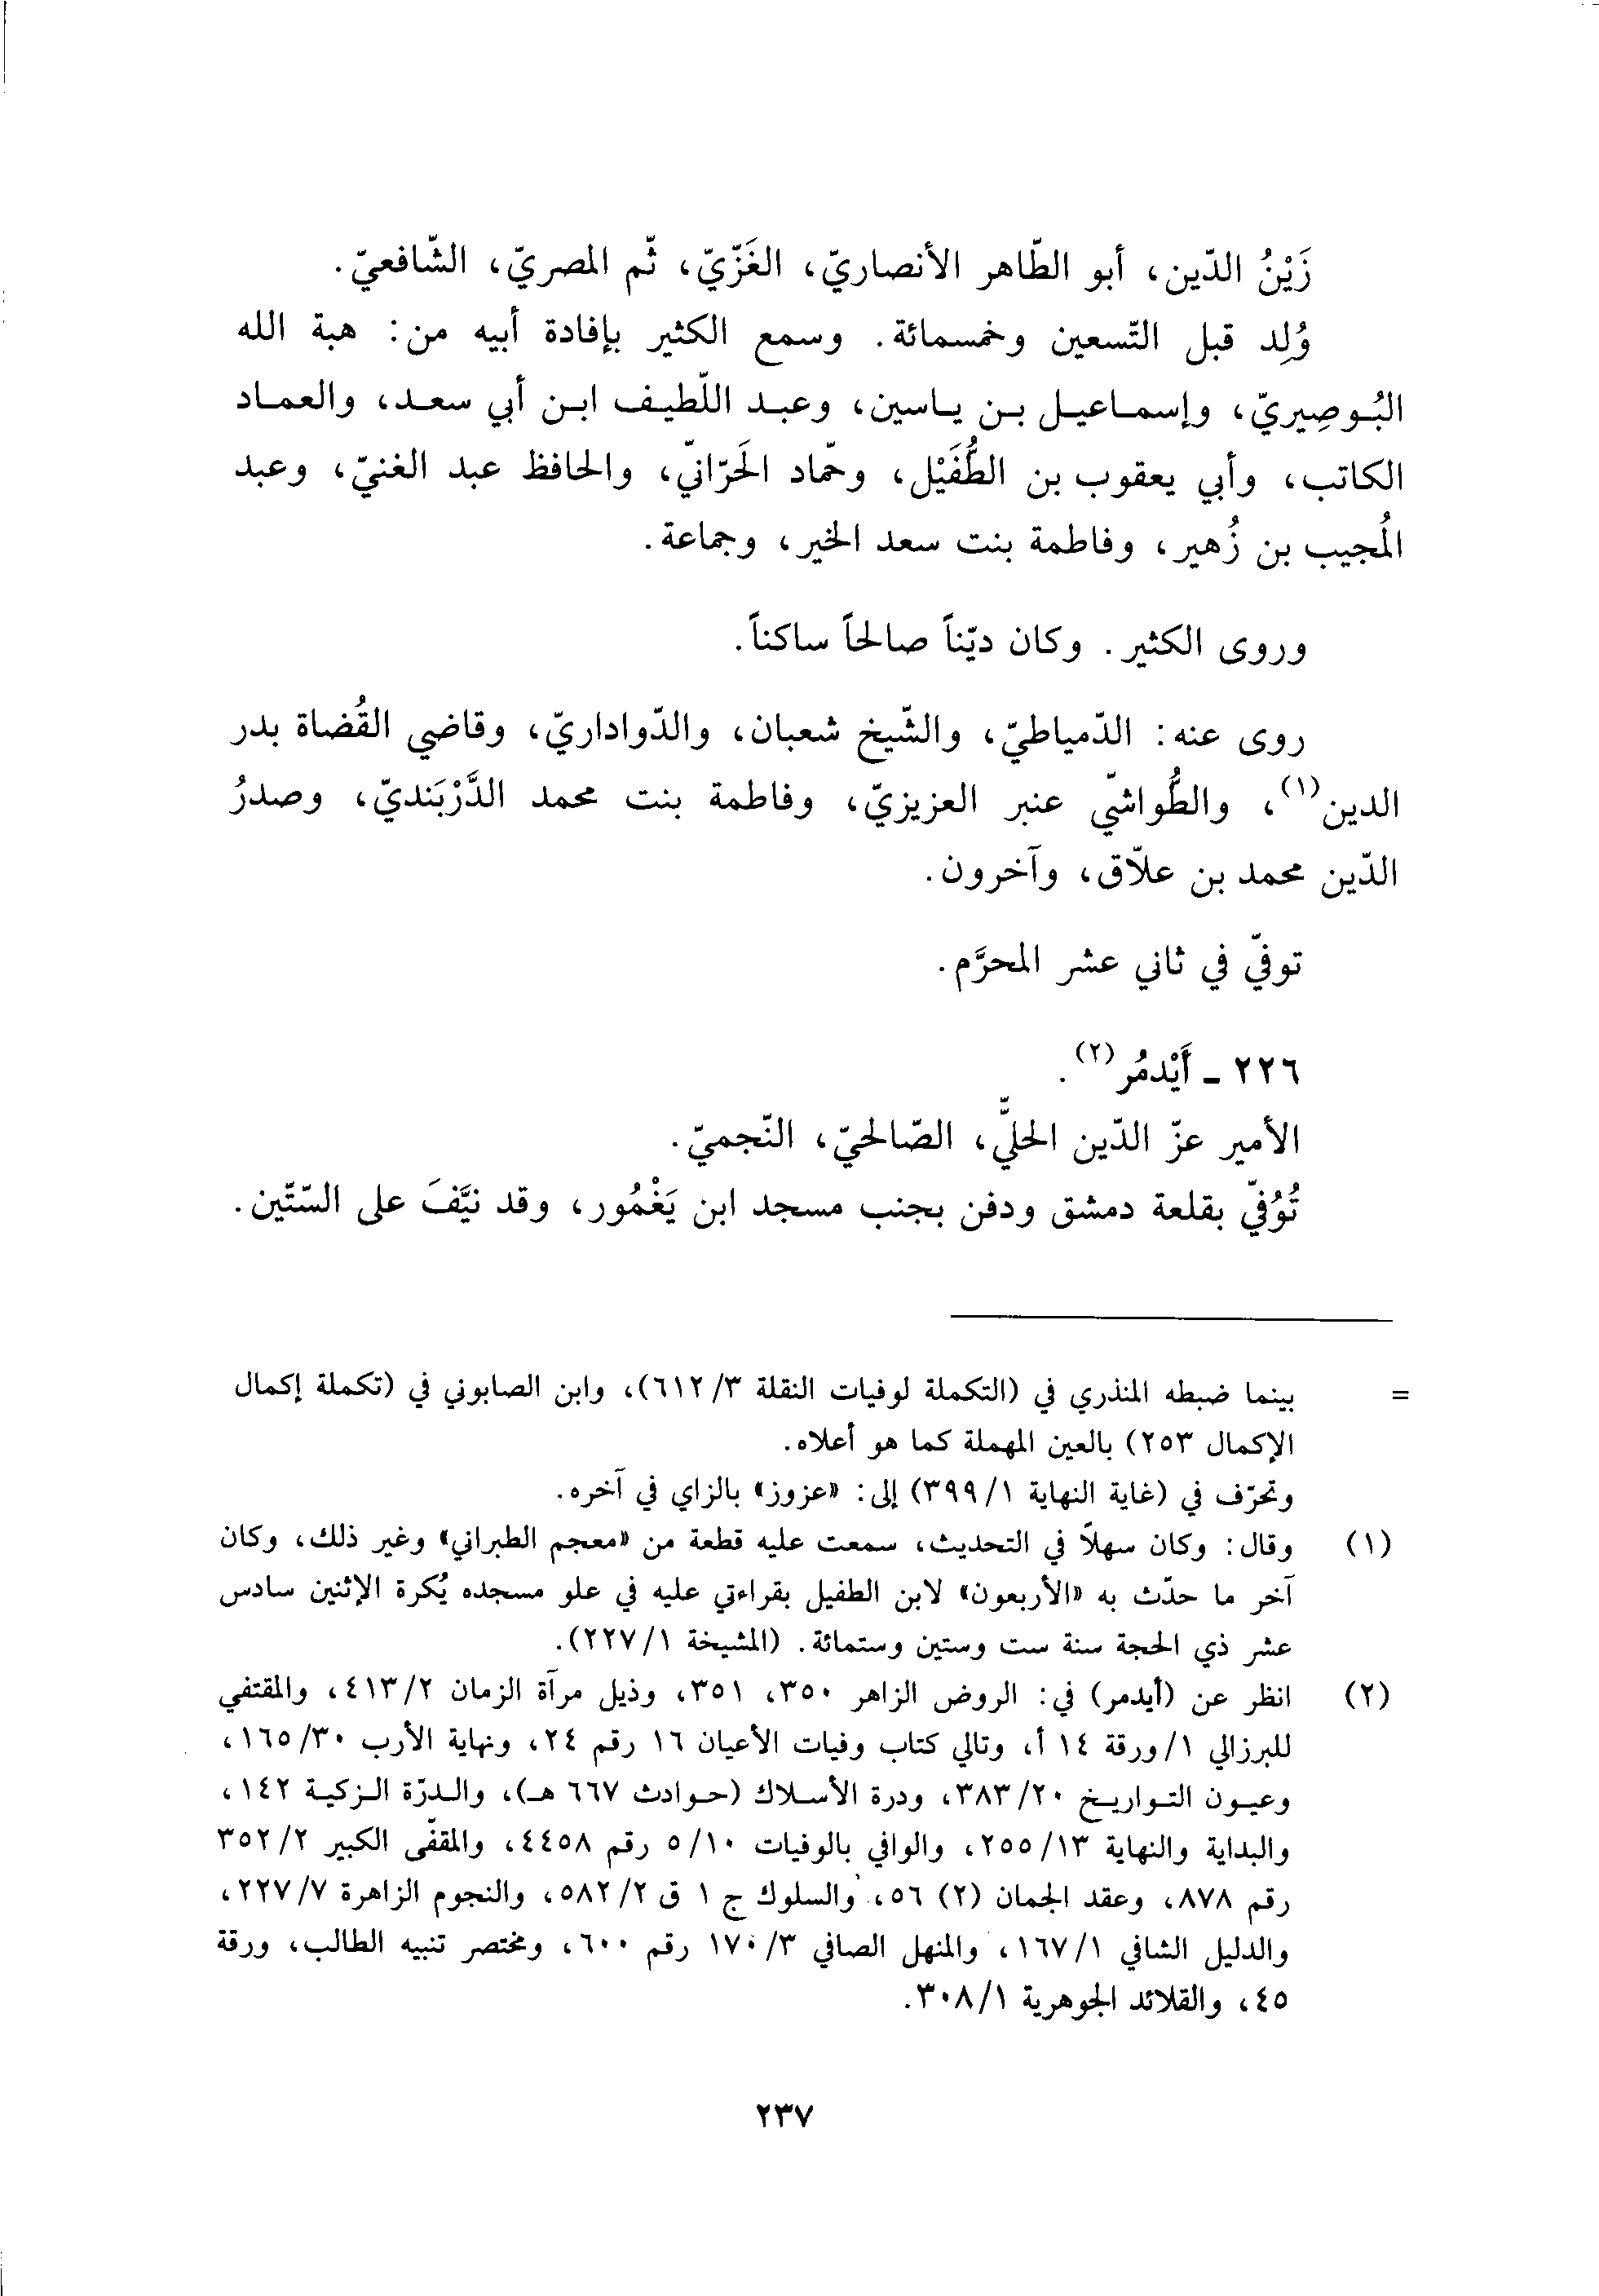 زَيْنُ الدّين، أبو الطّاهر الأنصاريّ، الغَزّيّ، ثّم المصريّ، الشّافعيّ.
وُلِد قبل التّسعين وخمسمائة. وسمع الكثير بإفادة أبيه من: هبة الله
البُوصِيريّ، وإسماعيل بن ياسين، وعبد اللّطيف ابن أبي سعد، والعماد
الكاتب، وأبي يعقوب بن الطُّفَيْل، وحمّاد الحَرّانيّ، والحافظ عبد الغنيّ، وعبد
المُجيب بن زُهير، وفاطمة بنت سعد الخير، وجماعة.
وروى الكثير. وكان ديّناً صالحاً ساكناً.
روى عنه: الدّمياطيّ، والشّيخ شعبان، والدّواداريّ، وقاضي القُضاة بدر
الدين(١)، والطُّواشّي عنبر العزيزيّ، وفاطمة بنت محمد الدَّرْبَنديّ، وصدرُ
الدّين محمد بن علاّق، وآخرون.
توفّي في ثاني عشر المحرَّم.
٢٢٦ ـ أَيْدمُر(٢).
الأمير عزّ الدّين الحلّيّ، الصّالحيّ، النّجميّ.
تُوُفّي بقلعة دمشق ودفن بجنب مسجد ابن يَغْمُور، وقد نيَّفَ على السّتّين.
= بينما ضبطه المنذري في (التكملة لوفيات النقلة ٣/ ٦١٢)، وابن الصابوني في (تكملة إكمال
الإكمال ٢٥٣) بالعين المهملة كما هو أعلاه.
وتحرّف في (غاية النهاية ١/ ٣٩٩) إلى: «عزوز» بالزاي في آخره.
(١) وقال: وكان سهلاً في التحديث، سمعت عليه قطعة من «معجم الطبراني» وغير ذلك، وكان
آخر ما حدّث به «الأربعون» لابن الطفيل بقراءتي عليه في علو مسجده يُكرة الإثنين سادس
عشر ذي الحجة سنة ست وستين وستمائة. (المشيخة ١/ ٢٢٧).
(٢) انظر عن (أيدمر) في: الروض الزاهر ٣٥٠، ٣٥١، وذيل مرآة الزمان ٢/ ٤١٣، والمقتفي
للبرزالي ١/ ورقة ١٤ أ، وتالي كتاب وفيات الأعيان ١٦ رقم ٢٤، ونهاية الأرب ٣٠/ ١٦٥،
وعيون التواريخ ٢٠/ ٣٨٣، ودرة الأسلاك (حوادث ٦٦٧ هـ)، والدرّة الزكية ١٤٢،
والبداية والنهاية ١٣/ ٢٥٥، والوافي بالوفيات ١٠/ ٥ رقم ٤٤٥٨، والمقفّى الكبير ٢/ ٣٥٢
رقم ٨٧٨، وعقد الجمان (٢) ٥٦، والسلوك ج ١ ق ٢/ ٥٨٢، والنجوم الزاهرة ٧/ ٢٢٧،
والدليل الشافي ١/ ١٦٧، والمنهل الصافي ٣/ ١٧٠ رقم ٦٠٠، ومختصر تنبيه الطالب، ورقة
٤٥، والقلائد الجوهرية ١/ ٣٠٨.
٢٣٧